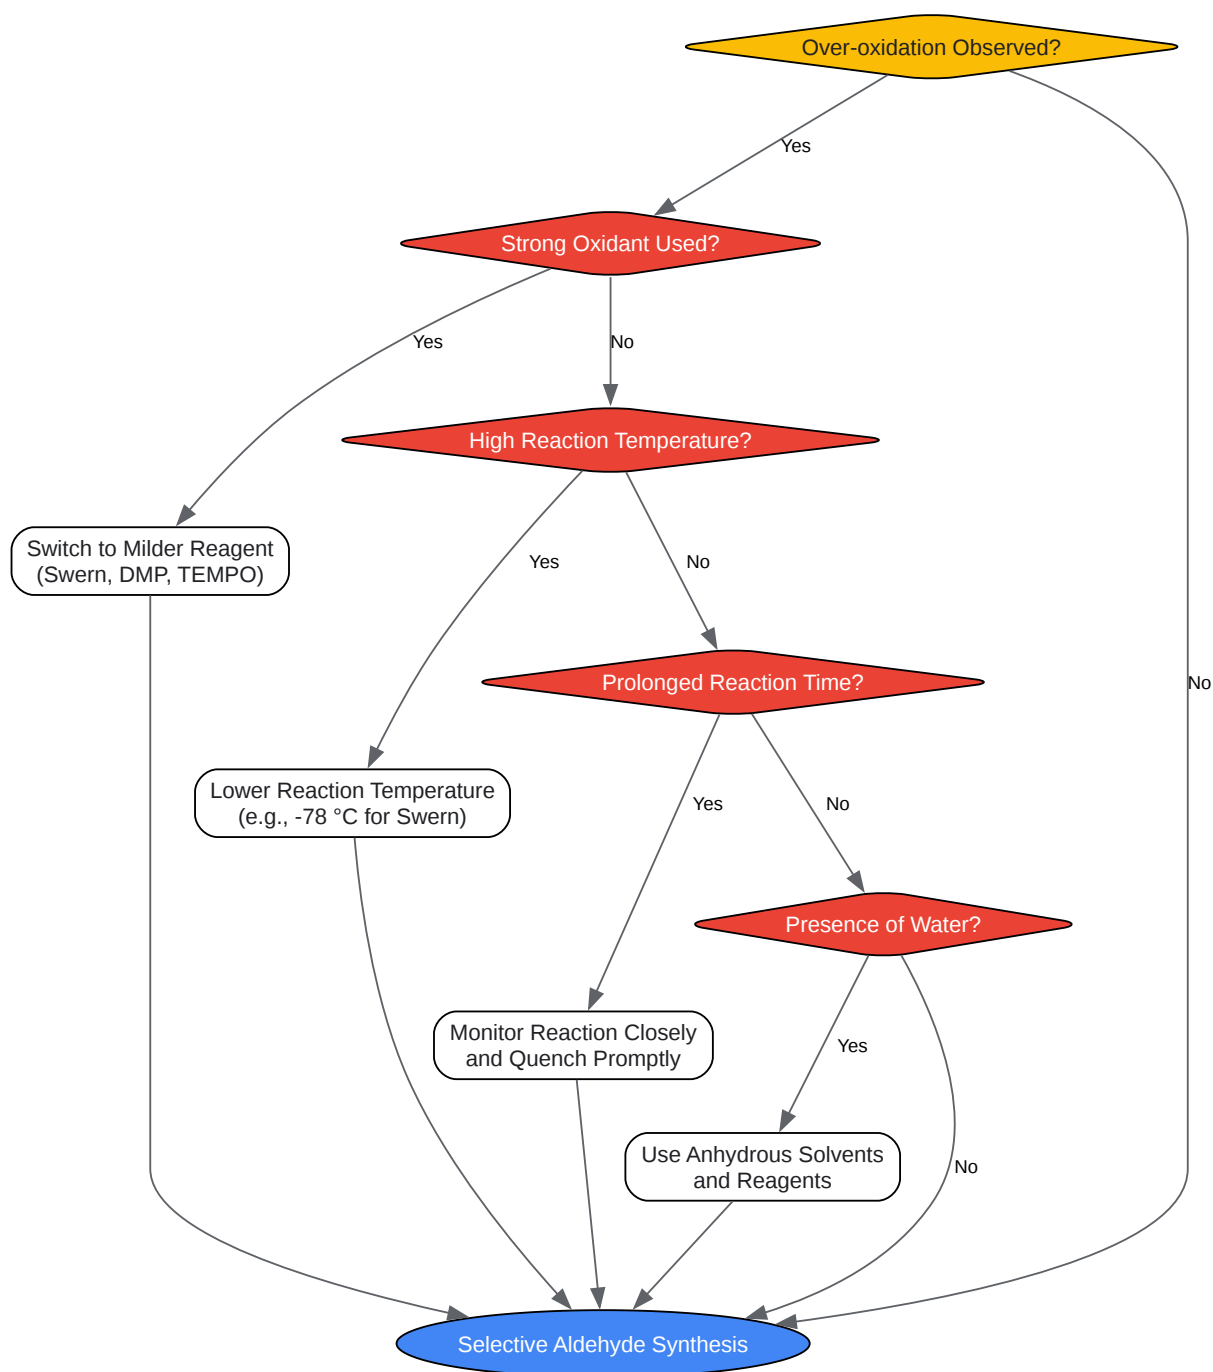 Over-oxidation Observed?
Yes
Strong Oxidant Used?
Yes
No
High Reaction Temperature?
Switch to Milder Reagent
(Swern, DMP, TEMPO)
Yes
No
Prolonged Reaction Time?
No
Lower Reaction Temperature
(e.g., -78 °C for Swern)
Yes
No
Presence of Water?
Monitor Reaction Closely
and Quench Promptly
Yes
Use Anhydrous Solvents
and Reagents
No
Selective Aldehyde Synthesis